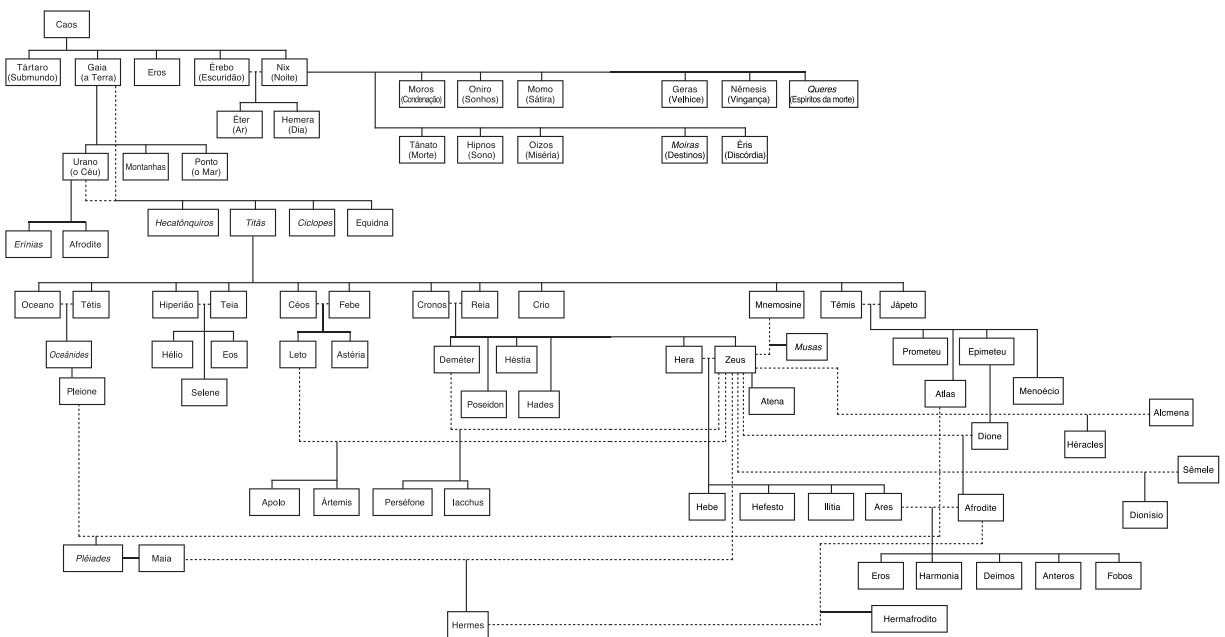 Caos
Tártaro
(Submundo)
Gaia
(a Terra)
Eros
Érebo
(Escuridão)
Nix
(Noite)
Moros
(Condenação)
Oniro
(Sonhos)
Momo
(Sátira)
Geras
(Velhice)
Nêmesis
(Vingança)
Queres
(Espíritos da morte)
Éter
(Ar)
Hemera
(Dia)
Tânato
(Morte)
Hipnos
(Sono)
Oizos
(Miséria)
Moiras
(Destinos)
Éris
(Discórdia)
Urano
(o Céu)
Montanhas
Ponto
(o Mar)
Hecatônquiros
Titãs
Ciclopes
Equidna
Erínias
Afrodite
Oceano
Tétis
Hiperião
Teia
Céos
Febe
Cronos
Reia
Crio
Mnemosine
Têmis
Jápeto
Oceânides
Hélio
Eos
Leto
Astéria
Deméter
Héstia
Hera
Zeus
Musas
Prometeu
Epimeteu
Pleione
Selene
Poseidon
Hades
Atena
Atlas
Menoécio
Alcmena
Dione
Héracles
Sêmele
Apolo
Ártemis
Perséfone
Iacchus
Hebe
Hefesto
Ilítia
Ares
Afrodite
Dionísio
Plêiades
Maia
Eros
Harmonia
Deimos
Anteros
Fobos
Hermes
Hermafrodito